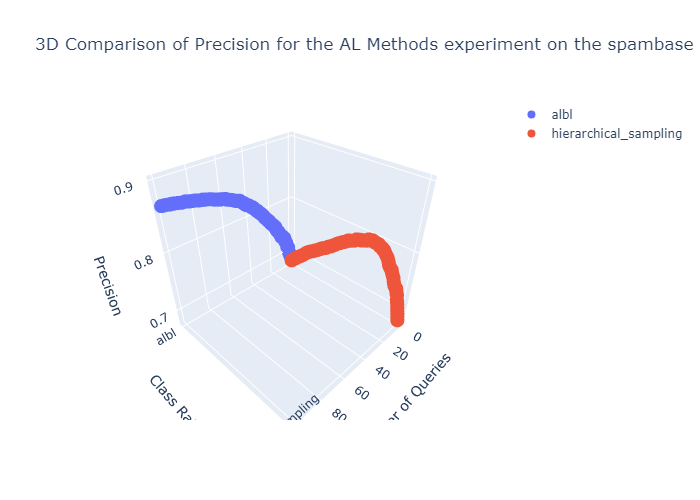 3D Comparison of Precision for the AL Methods experiment on the spambase
albl
hierarchical_sampling
0.9
0.8
0.7
Precision
albl
Class Ra
mpling
80
60
40
20
0
er of Queries